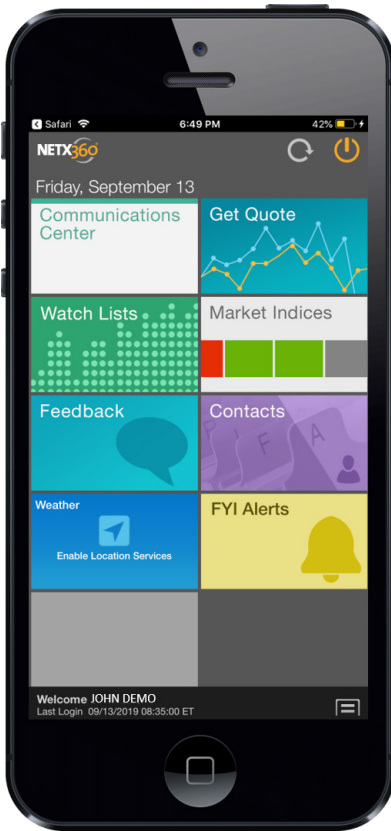 Safari
6:49 PM
42%
NETX360
Friday, September 13
Communications
Center
Get Quote
Watch Lists
Market Indices
Feedback
Contacts
P I F A
Weather
Enable Location Services
FYI Alerts
Welcome JOHN DEMO
Last Login 09/13/2019 08:35:00 ET